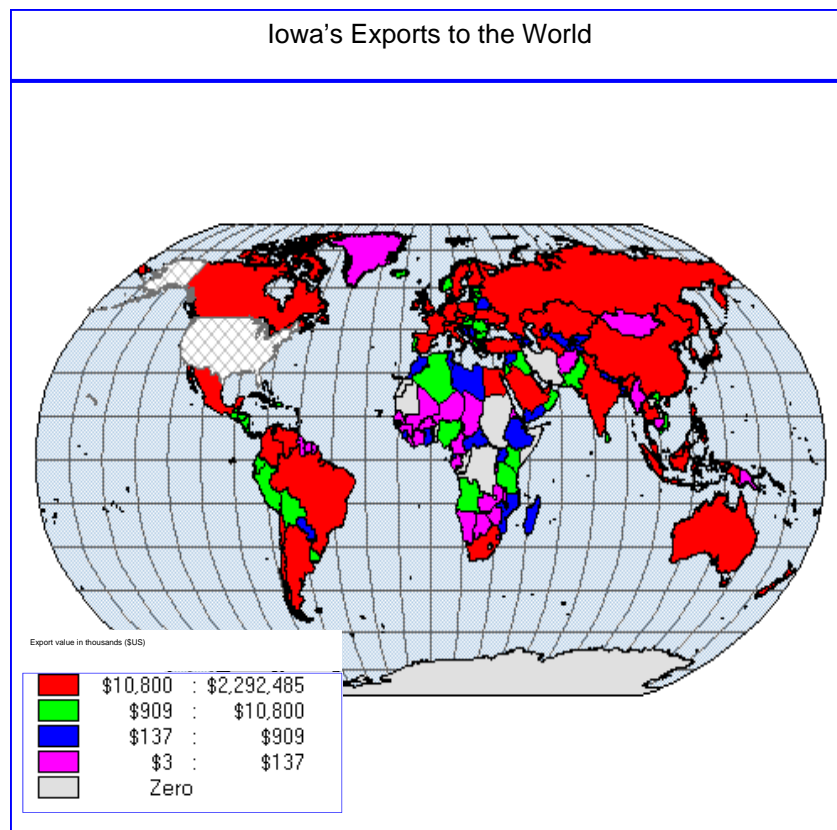 Iowa's Exports to the World
Export value in thousands ($US)
$10,800 : $2,292,485
$909 : $10,800
$137 : $909
$3 : $137
Zero